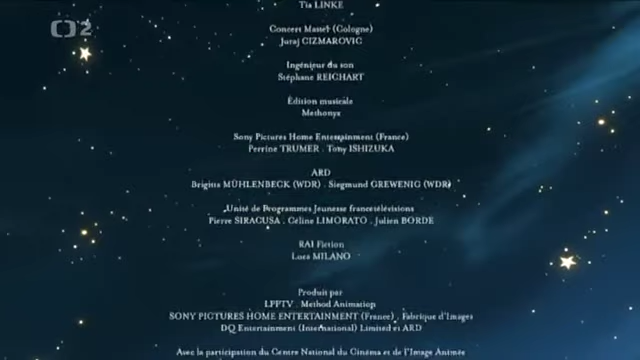 Č2
Tia LINKE
Concert Master (Cologne)
Juraj CIZMAROVIC
Ingénieur du son
Stéphane REICHART
Édition musicale
Methonyx
Sony Pictures Home Entertainment (France)
Perrine TRUMER . Tony ISHIZUKA
ARD
Brigitte MÜHLENBECK (WDR) . Siegmund GREWENIG (WDR)
Unité de Programmes Jeunesse francetélévisions
Pierre SIRACUSA . Céline LIMORATO . Julien BORDE
RAI Fiction
Luca MILANO
Produit par
LPPTV . Method Animation
SONY PICTURES HOME ENTERTAINMENT (France) . Fabrique d'Images
DQ Entertainment (International) Limited et ARD
Avec la participation du Centre National du Cinéma et de l'Image Animée